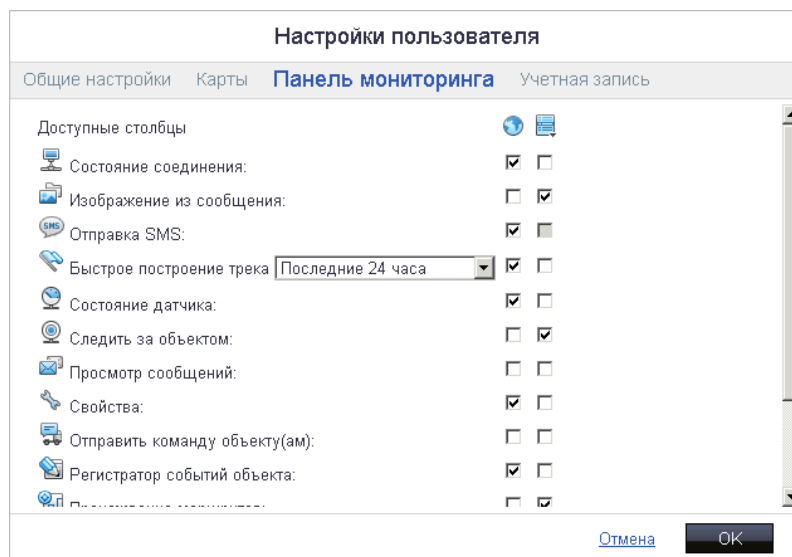 Настройки пользователя
Общие настройки Карты Панель мониторинга Учетная запись
Доступные столбцы
Состояние соединения:
Изображение из сообщения:
SMS Отправка SMS:
Быстрое построение трека Последние 24 часа
Состояние датчика:
Следить за объектом:
Просмотр сообщений:
Свойства:
Отправить команду объекту(ам):
Регистратор событий объекта:
Отмена OK